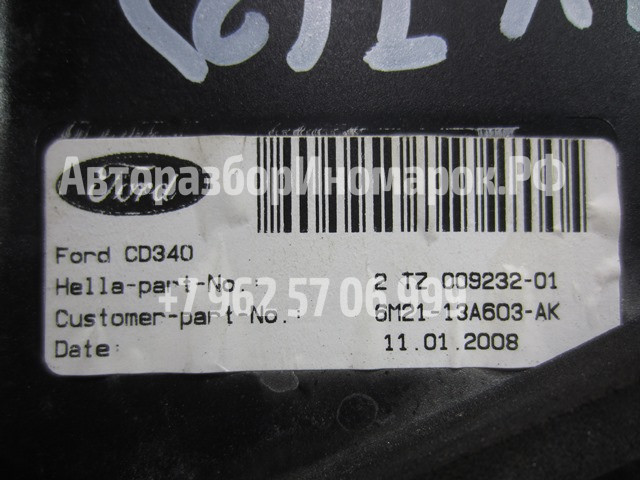 АвторазборИномарок.РФ
Ford
Ford CD340
Hella-part-No.: 2 TZ 009232-01
+7 962 57 06 999
Customer-part-No.: 6M21-13A603-AK
Date: 11.01.2008